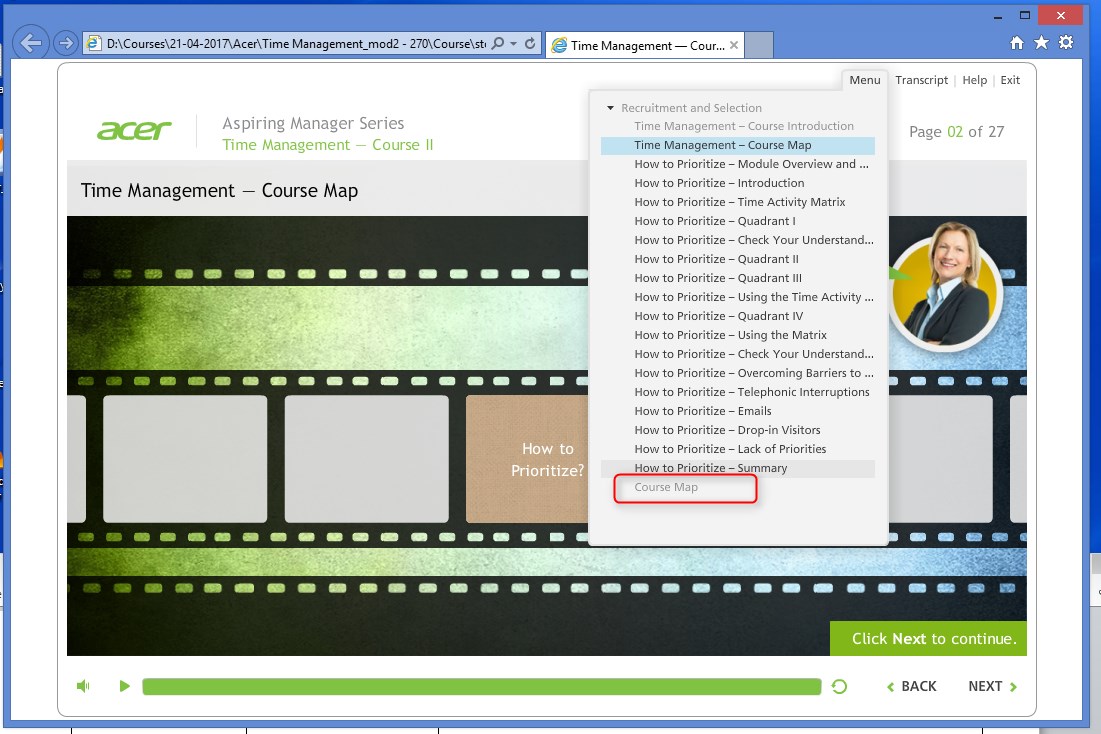 D:\Courses\21-04-2017\Acer\Time Management_mod2 - 270\Course\st
Time Management — Cour...
Menu
Transcript
Help
Exit
acer
Aspiring Manager Series
Time Management — Course II
Page 02 of 27
Time Management — Course Map
Recruitment and Selection
Time Management – Course Introduction
Time Management – Course Map
How to Prioritize – Module Overview and ...
How to Prioritize – Introduction
How to Prioritize – Time Activity Matrix
How to Prioritize – Quadrant I
How to Prioritize – Check Your Understand...
How to Prioritize – Quadrant II
How to Prioritize – Quadrant III
How to Prioritize – Using the Time Activity ...
How to Prioritize – Quadrant IV
How to Prioritize – Using the Matrix
How to Prioritize – Check Your Understand...
How to Prioritize – Overcoming Barriers to ...
How to Prioritize – Telephonic Interruptions
How to Prioritize – Emails
How to Prioritize – Drop-in Visitors
How to Prioritize – Lack of Priorities
How to Prioritize – Summary
Course Map
How to
Prioritize?
Click Next to continue.
BACK
NEXT